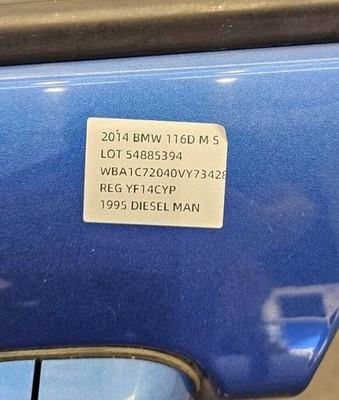 2014 BMW 116D M S
LOT 54885394
WBA1C72040VY73428
REG YF14CYP
1995 DIESEL MAN